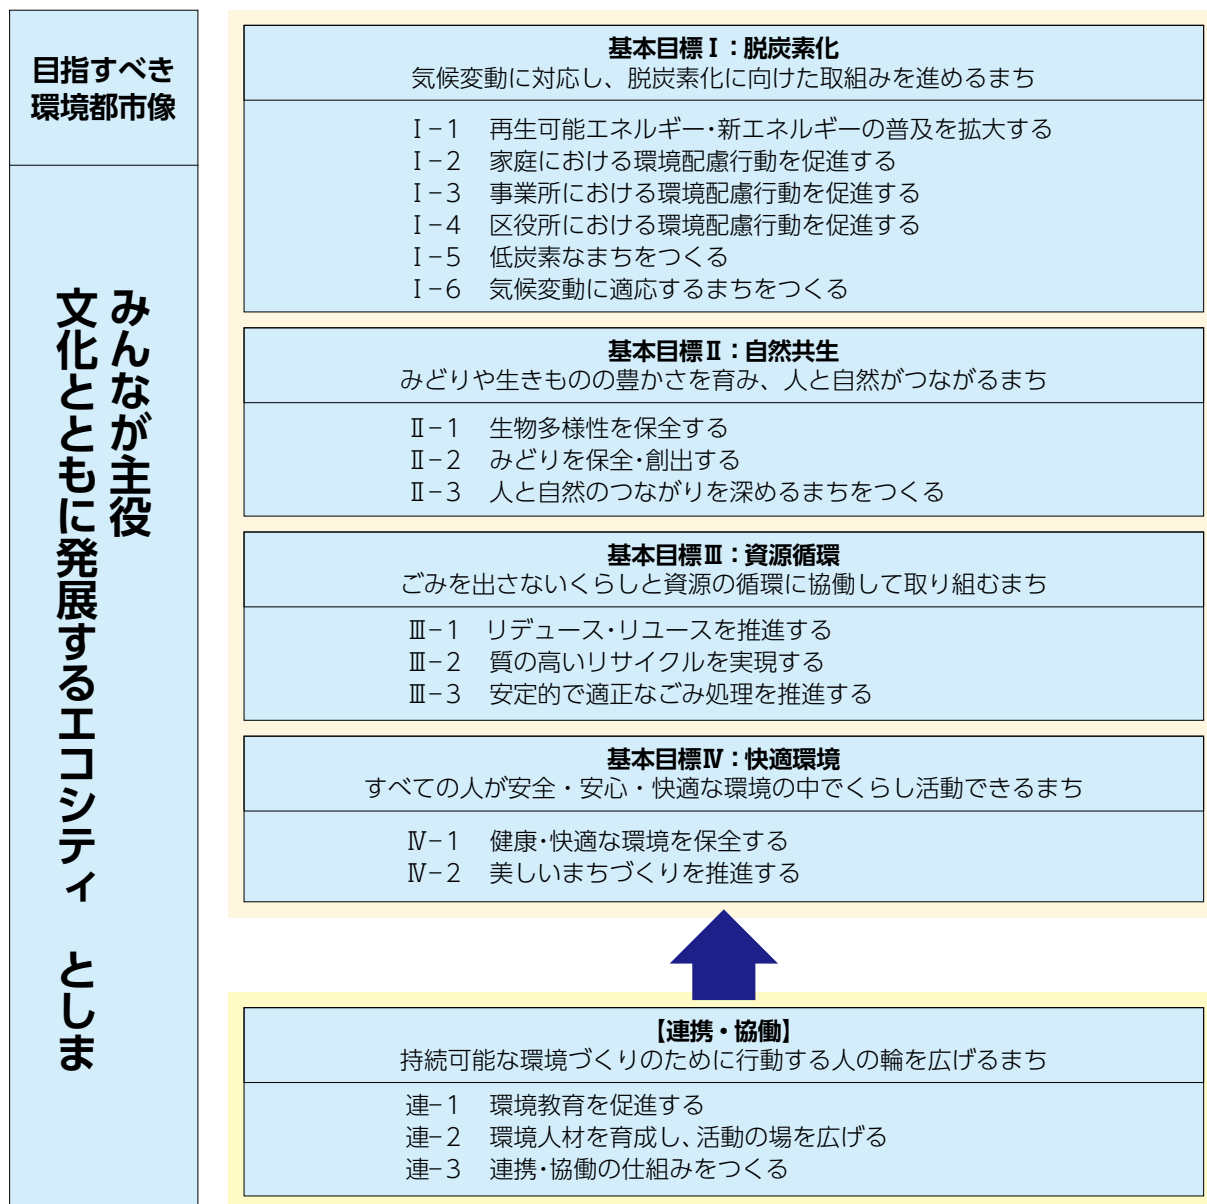 目指すべき
環境都市像
みんなが主役
文化とともに発展するエコシティ　としま
基本目標Ⅰ：脱炭素化
気候変動に対応し、脱炭素化に向けた取組みを進めるまち
Ⅰ−1　再生可能エネルギー・新エネルギーの普及を拡大する
Ⅰ−2　家庭における環境配慮行動を促進する
Ⅰ−3　事業所における環境配慮行動を促進する
Ⅰ−4　区役所における環境配慮行動を促進する
Ⅰ−5　低炭素なまちをつくる
Ⅰ−6　気候変動に適応するまちをつくる
基本目標Ⅱ：自然共生
みどりや生きものの豊かさを育み、人と自然がつながるまち
Ⅱ−1　生物多様性を保全する
Ⅱ−2　みどりを保全・創出する
Ⅱ−3　人と自然のつながりを深めるまちをつくる
基本目標Ⅲ：資源循環
ごみを出さないくらしと資源の循環に協働して取り組むまち
Ⅲ−1　リデュース・リユースを推進する
Ⅲ−2　質の高いリサイクルを実現する
Ⅲ−3　安定的で適正なごみ処理を推進する
基本目標Ⅳ：快適環境
すべての人が安全・安心・快適な環境の中でくらし活動できるまち
Ⅳ−1　健康・快適な環境を保全する
Ⅳ−2　美しいまちづくりを推進する
【連携・協働】
持続可能な環境づくりのために行動する人の輪を広げるまち
連−1　環境教育を促進する
連−2　環境人材を育成し、活動の場を広げる
連−3　連携・協働の仕組みをつくる